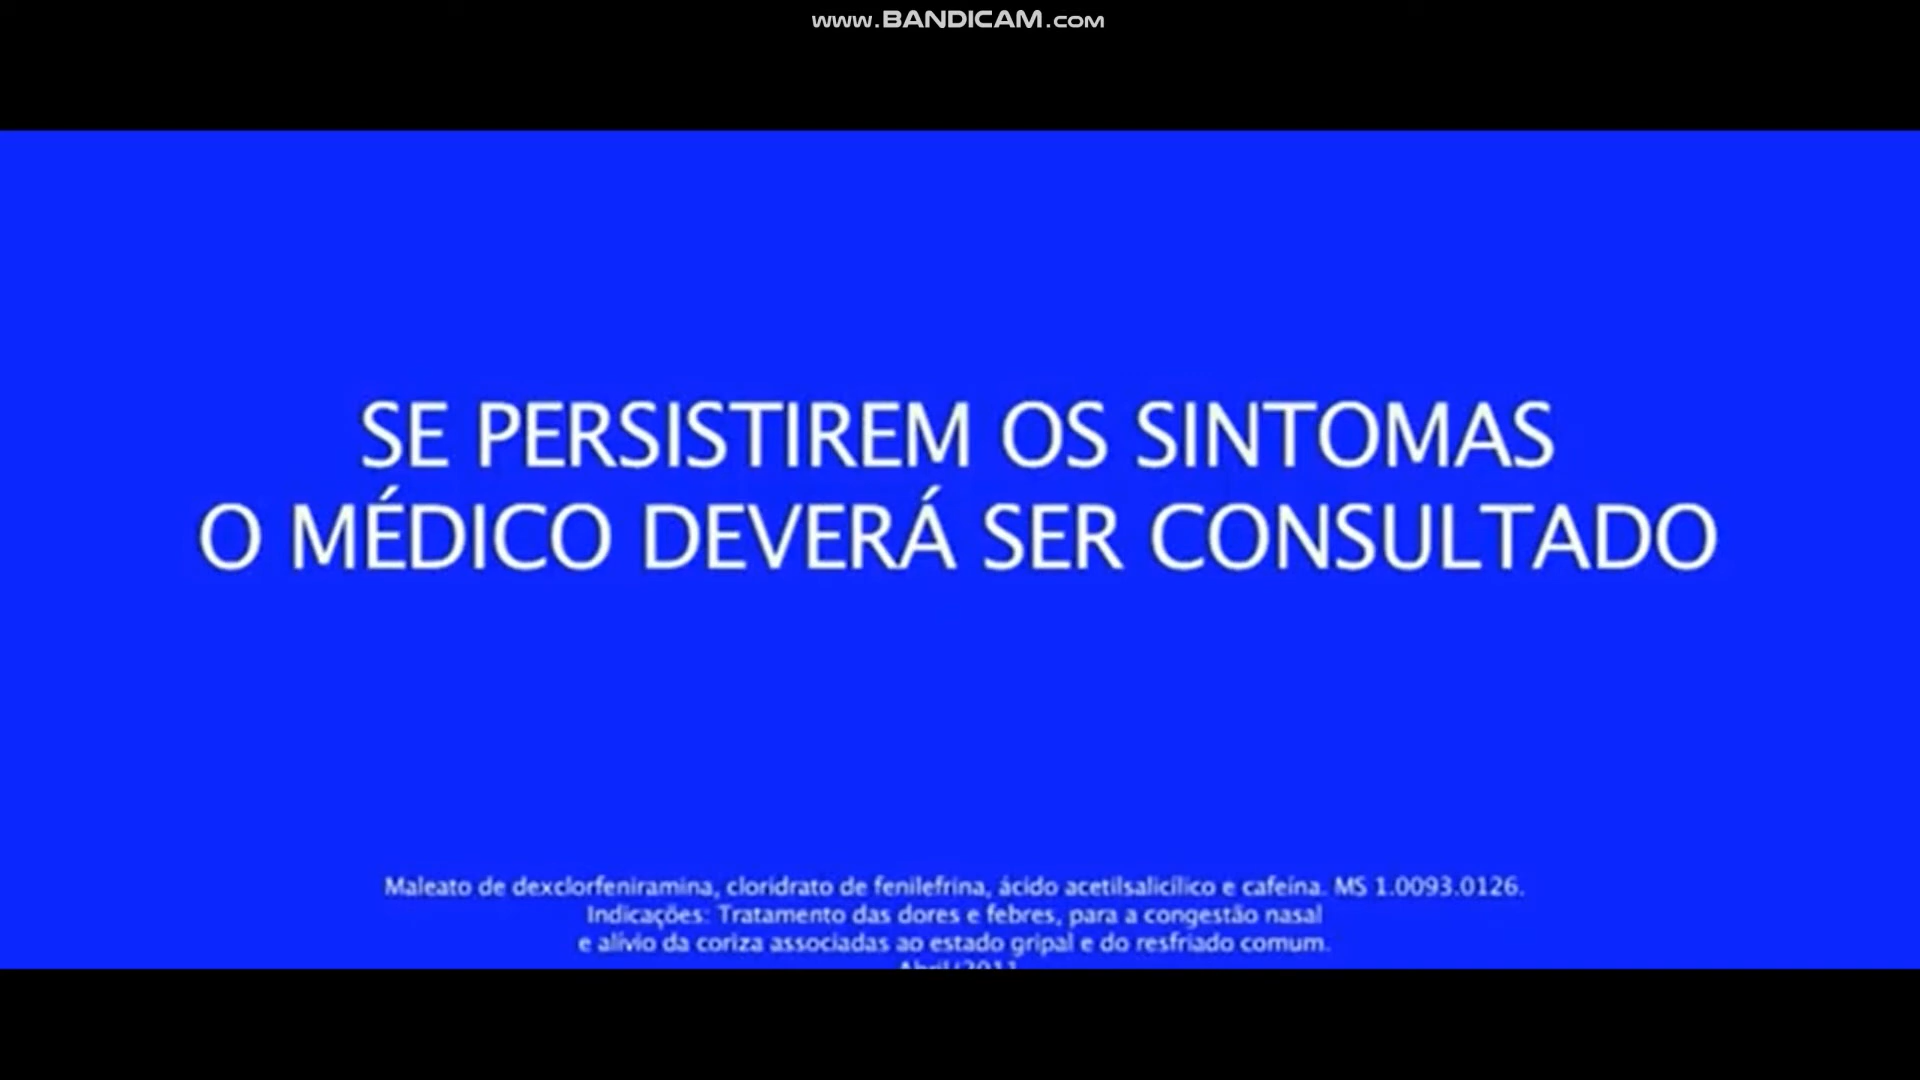 www.BANDICAM.com
SE PERSISTIREM OS SINTOMAS
O MÉDICO DEVERÁ SER CONSULTADO
Maleato de dexclorfeniramina, cloridrato de fenilefrina, ácido acetilsalicílico e cafeína. MS 1.0093.0126.
Indicações: Tratamento das dores e febres, para a congestão nasal
e alívio da coriza associadas ao estado gripal e do resfriado comum.
Abril/2011